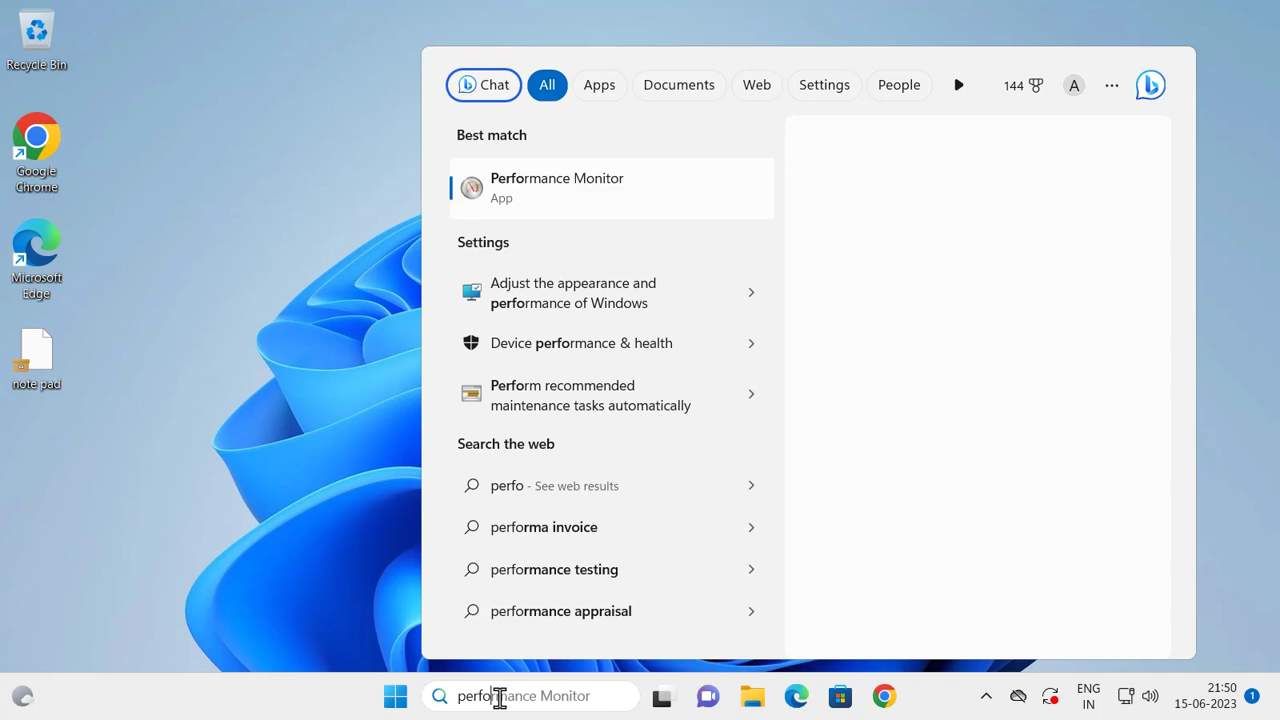 Recycle Bin
Google
Chrome
Microsoft
Edge
note pad
Chat
All
Apps
Documents
Web
Settings
People
144
A
Best match
Performance Monitor
App
Settings
Adjust the appearance and
performance of Windows
Device performance & health
Perform recommended
maintenance tasks automatically
Search the web
perfo - See web results
performa invoice
performance testing
performance appraisal
performance Monitor
ENG
IN
21:50
15-06-2023
1